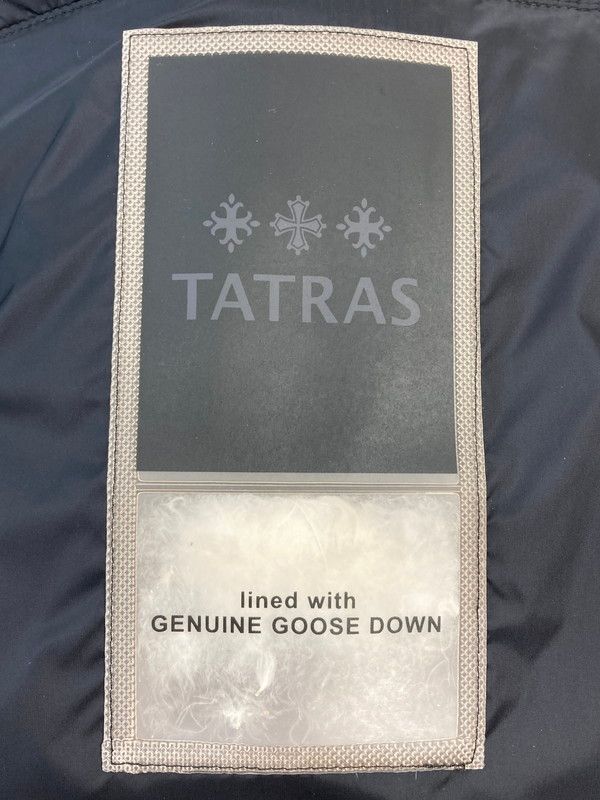 TATRAS
lined with
GENUINE GOOSE DOWN